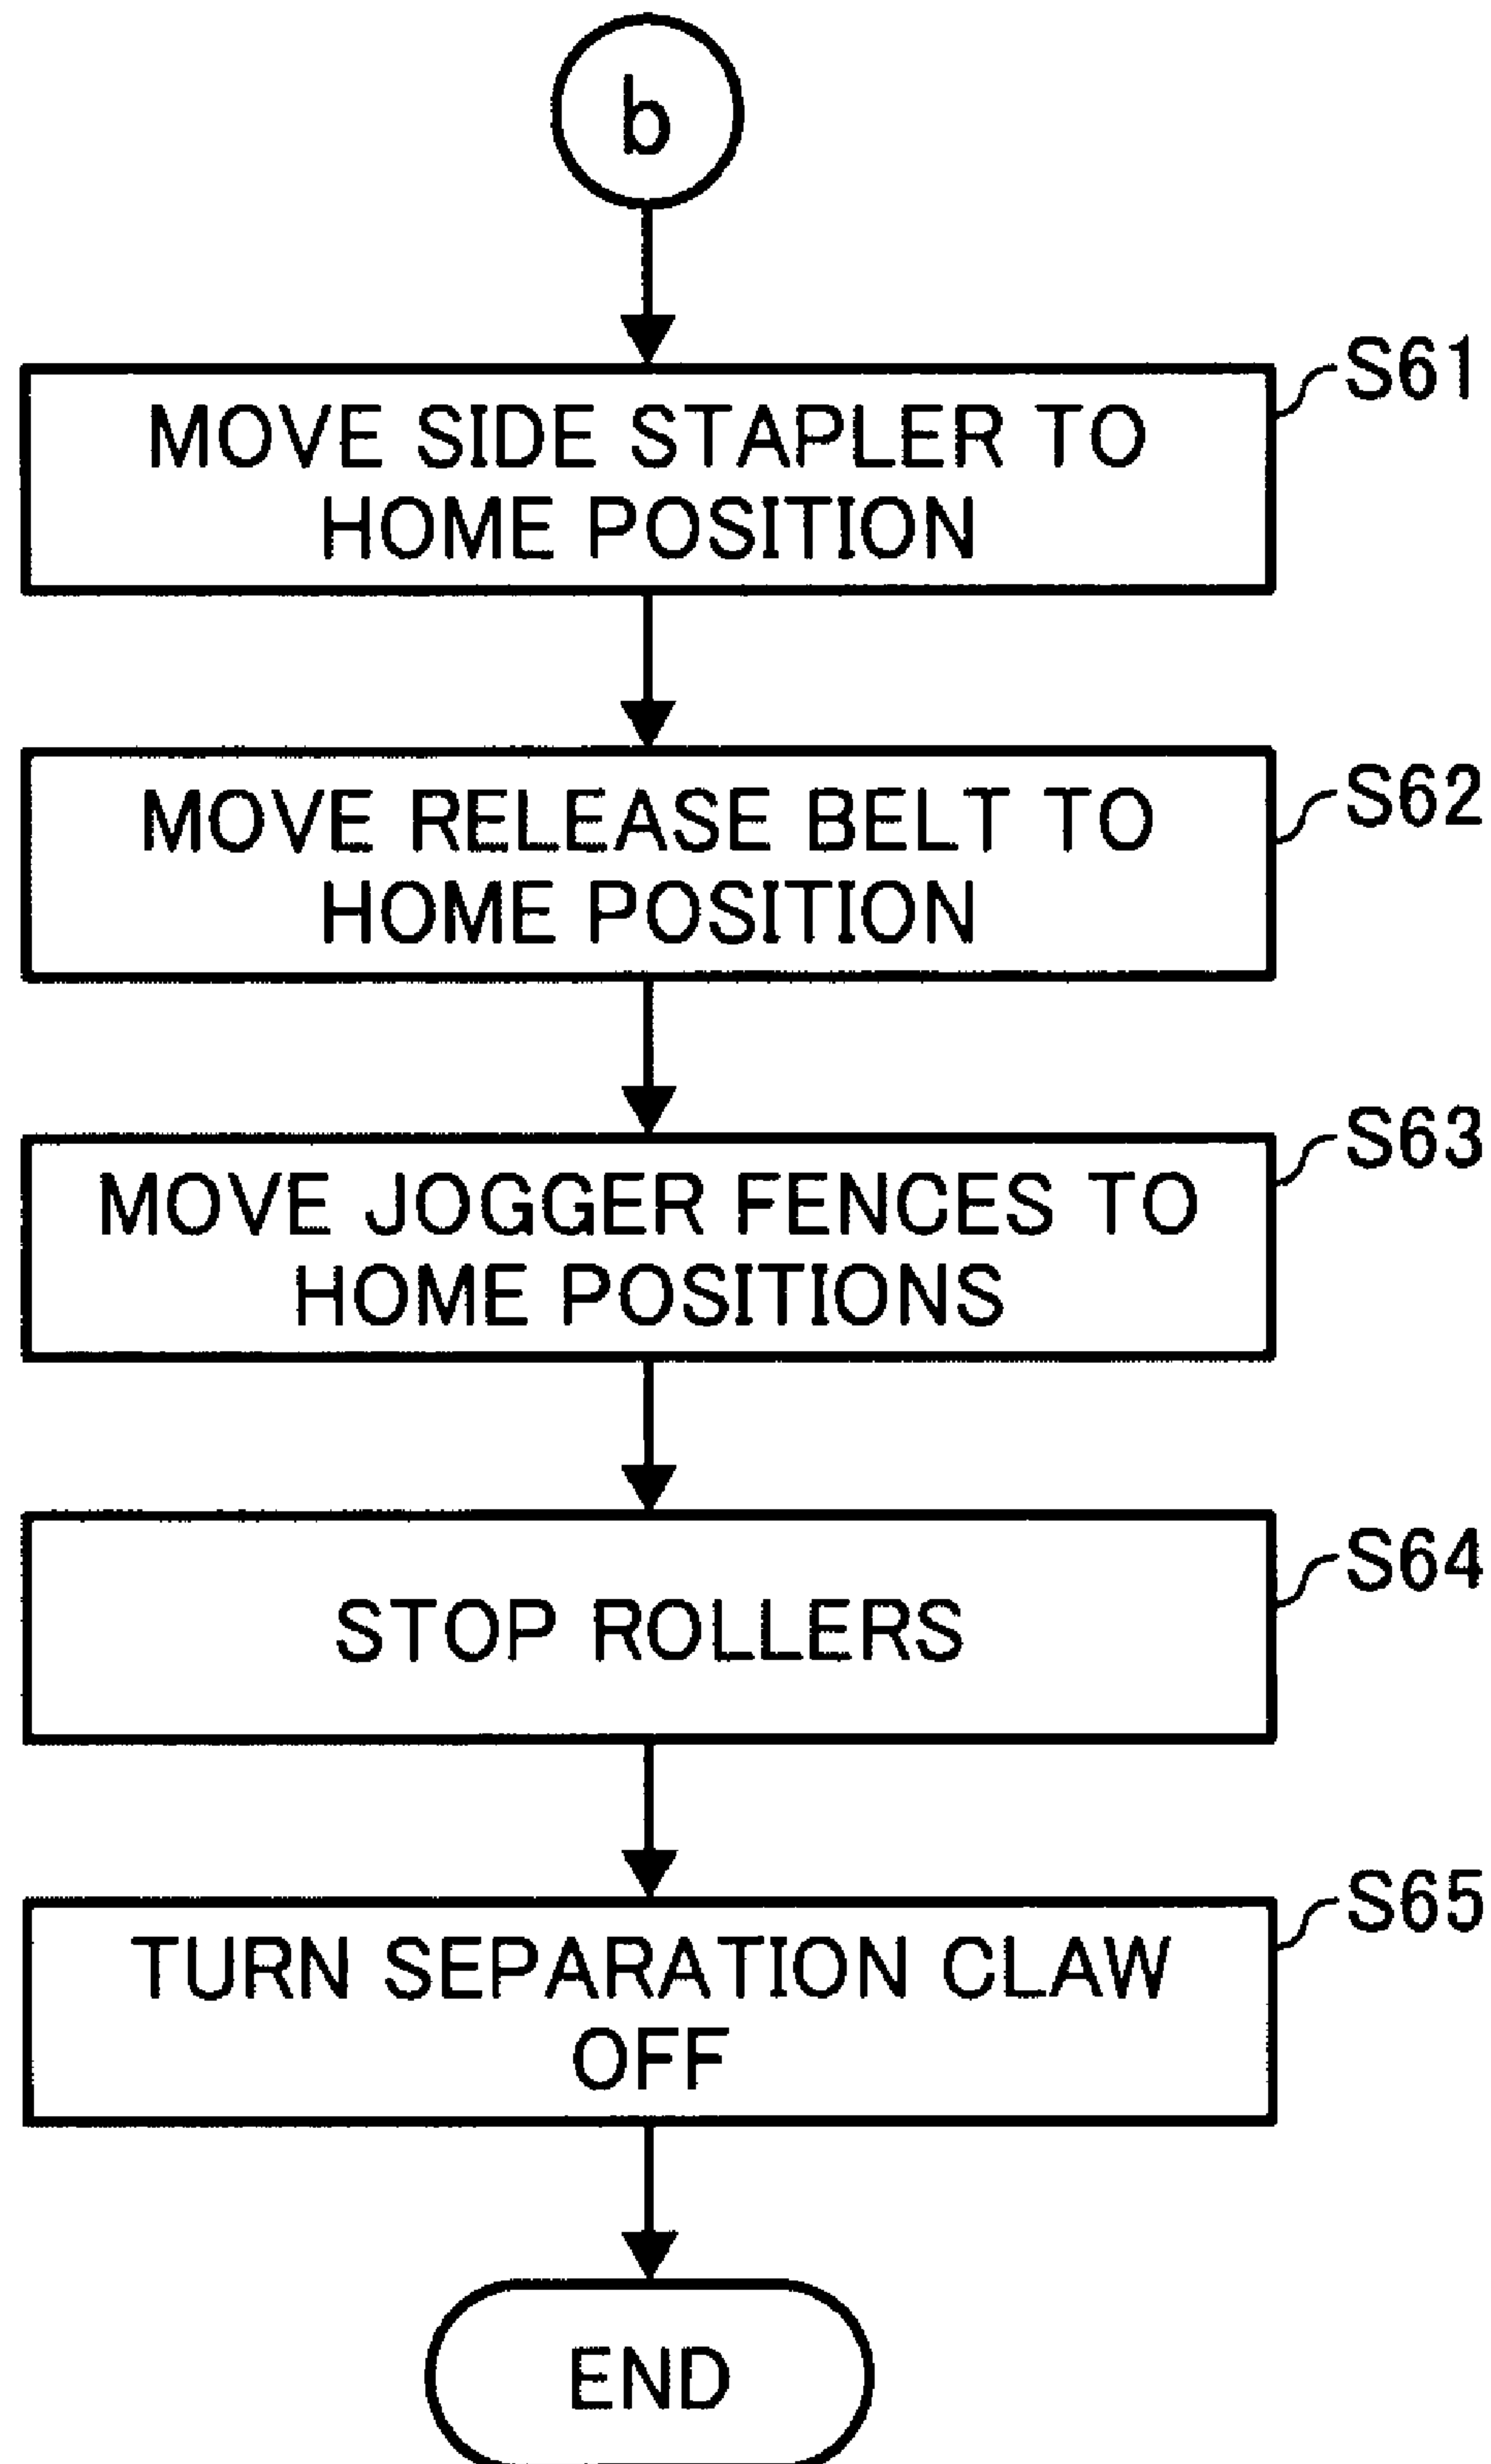 b
S61
MOVE SIDE STAPLER TO
HOME POSITION
S62
MOVE RELEASE BELT TO
HOME POSITION
S63
MOVE JOGGER FENCES TO
HOME POSITIONS
S64
STOP ROLLERS
S65
TURN SEPARATION CLAW
OFF
END